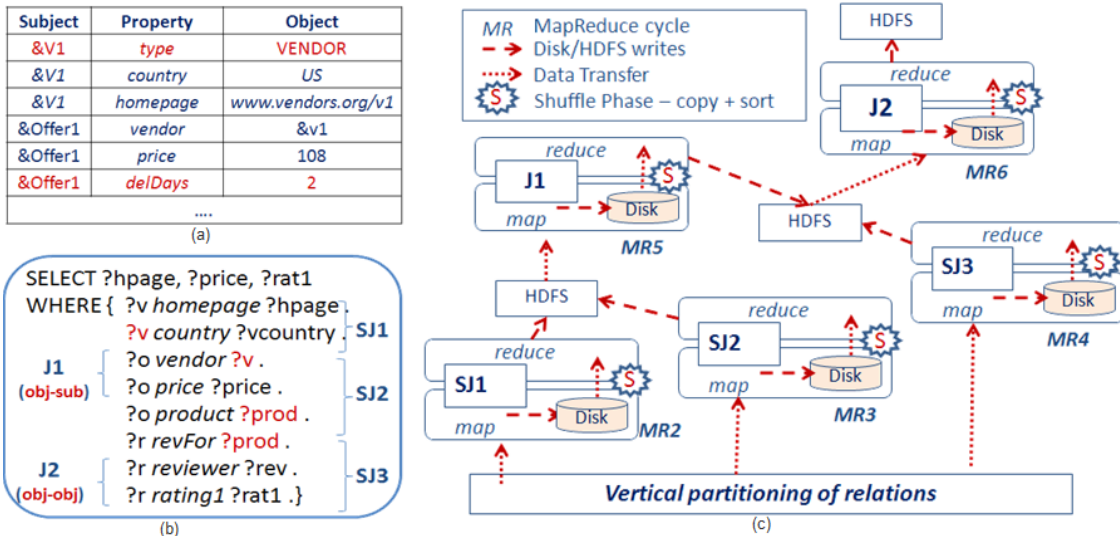 Subject Property Object
&V1 type VENDOR
&V1 country US
&V1 homepage www.vendors.org/v1
&Offer1 vendor &v1
&Offer1 price 108
&Offer1 delDays 2
....
(a)
SELECT ?hpage, ?price, ?rat1
WHERE { ?v homepage ?hpage .
?v country ?vcountry .
?o vendor ?v .
?o price ?price .
?o product ?prod .
?r revFor ?prod .
?r reviewer ?rev .
?r rating1 ?rat1 .}
SJ1
J1
(obj-sub)
SJ2
J2
(obj-obj)
SJ3
(b)
MR MapReduce cycle
Disk/HDFS writes
Data Transfer
S Shuffle Phase – copy + sort
HDFS
reduce
J2
S
Disk
map
MR6
reduce
J1
S
Disk
map
MR5
HDFS
reduce
SJ3
S
Disk
map
MR4
HDFS
reduce
SJ2
S
Disk
map
MR3
reduce
SJ1
S
Disk
map
MR2
Vertical partitioning of relations
(c)